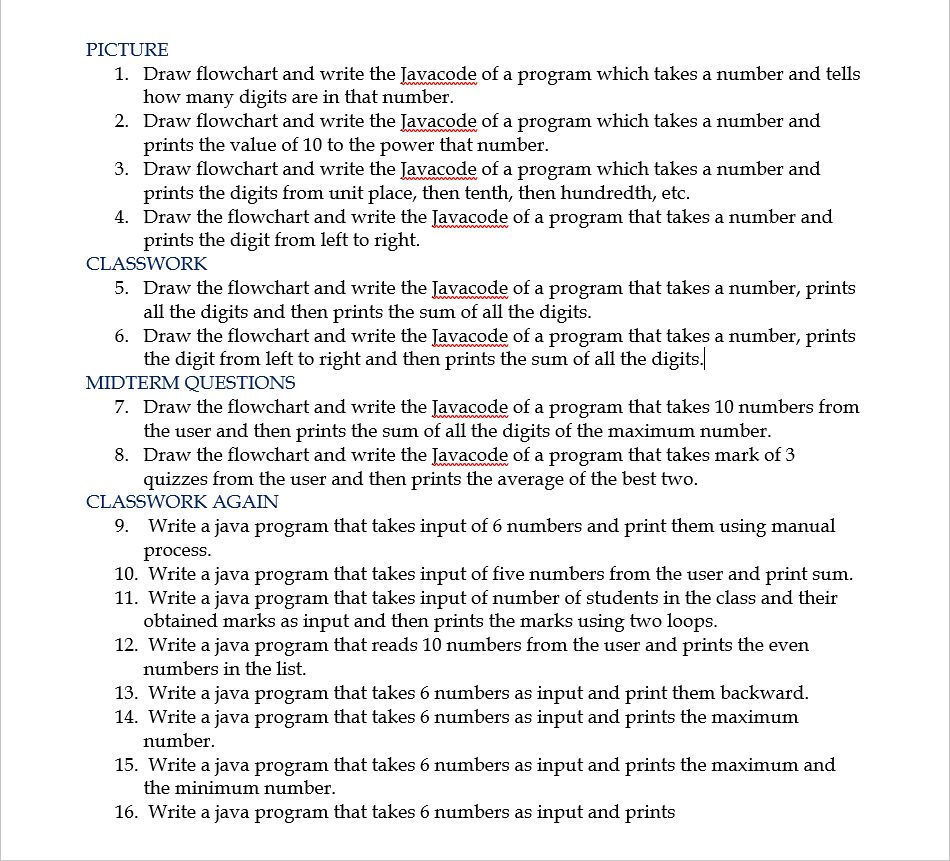 PICTURE
1. Draw flowchart and write the Javacode of a program which takes a number and tells
how many digits are in that number.
2. Draw flowchart and write the Javacode of a program which takes a number and
prints the value of 10 to the power that number.
3. Draw flowchart and write the Javacode of a program which takes a number and
prints the digits from unit place, then tenth, then hundredth, etc.
4. Draw the flowchart and write the Javacode of a program that takes a number and
prints the digit from left to right.
CLASSWORK
5. Draw the flowchart and write the Javacode of a program that takes a number, prints
all the digits and then prints the sum of all the digits.
6. Draw the flowchart and write the Javacode of a program that takes a number, prints
the digit from left to right and then prints the sum of all the digits.
MIDTERM QUESTIONS
7. Draw the flowchart and write the Javacode of a program that takes 10 numbers from
the user and then prints the sum of all the digits of the maximum number.
8. Draw the flowchart and write the Javacode of a program that takes mark of 3
quizzes from the user and then prints the average of the best two.
CLASSWORK AGAIN
9. Write a java program that takes input of 6 numbers and print them using manual
process.
10. Write a java program that takes input of five numbers from the user and print sum.
11. Write a java program that takes input of number of students in the class and their
obtained marks as input and then prints the marks using two loops.
12. Write a java program that reads 10 numbers from the user and prints the even
numbers in the list.
13. Write a java program that takes 6 numbers as input and print them backward.
14. Write a java program that takes 6 numbers as input and prints the maximum
number.
15. Write a java program that takes 6 numbers as input and prints the maximum and
the minimum number.
16. Write a java program that takes 6 numbers as input and prints